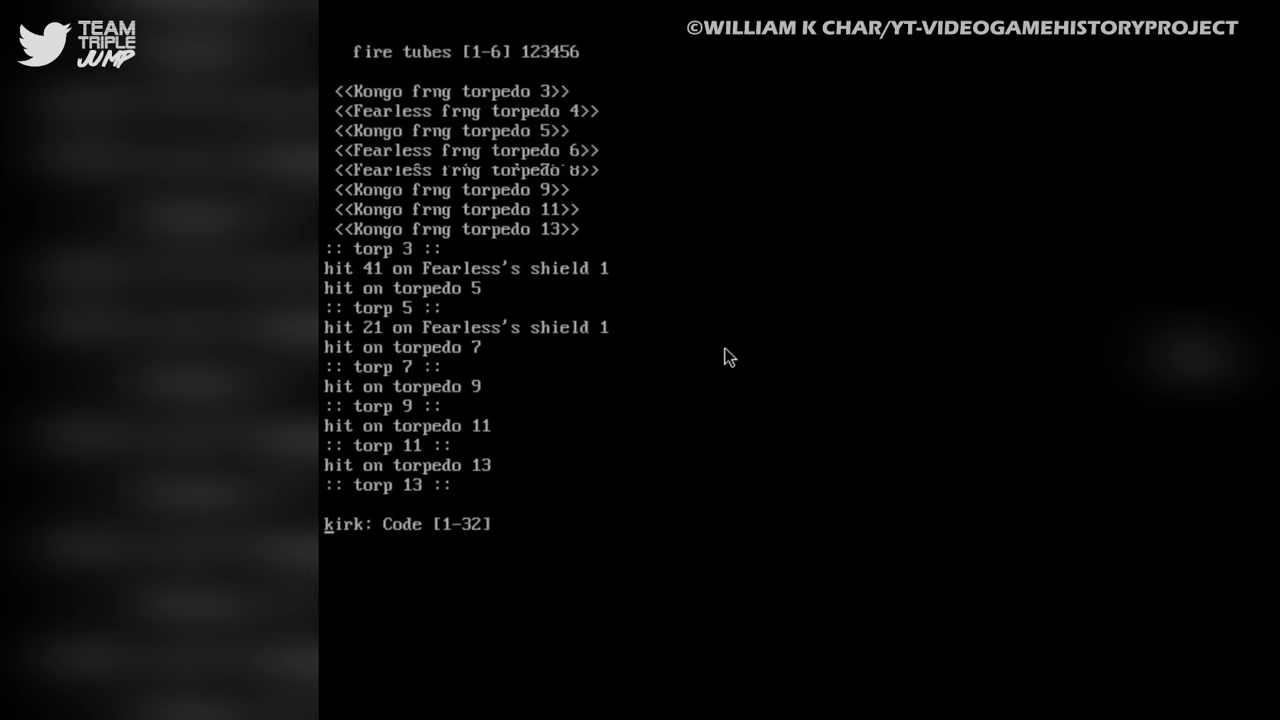 TEAM
TRIPLE
JUMP
©WILLIAM K CHAR/YT-VIDEOGAMEHISTORYPROJECT
fire tubes [1-6] 123456
<<Kongo frng torpedo 3>>
<<Fearless frng torpedo 4>>
<<Kongo frng torpedo 5>>
<<Fearless frng torpedo 6>>
<<Fearless frng torpedo 8>>
<<Kongo frng torpedo 9>>
<<Kongo frng torpedo 11>>
<<Kongo frng torpedo 13>>
:: torp 3 ::
hit 41 on Fearless's shield 1
hit on torpedo 5
:: torp 5 ::
hit 21 on Fearless's shield 1
hit on torpedo 7
:: torp 7 ::
hit on torpedo 9
:: torp 9 ::
hit on torpedo 11
:: torp 11 ::
hit on torpedo 13
:: torp 13 ::
kirk: Code [1-32]